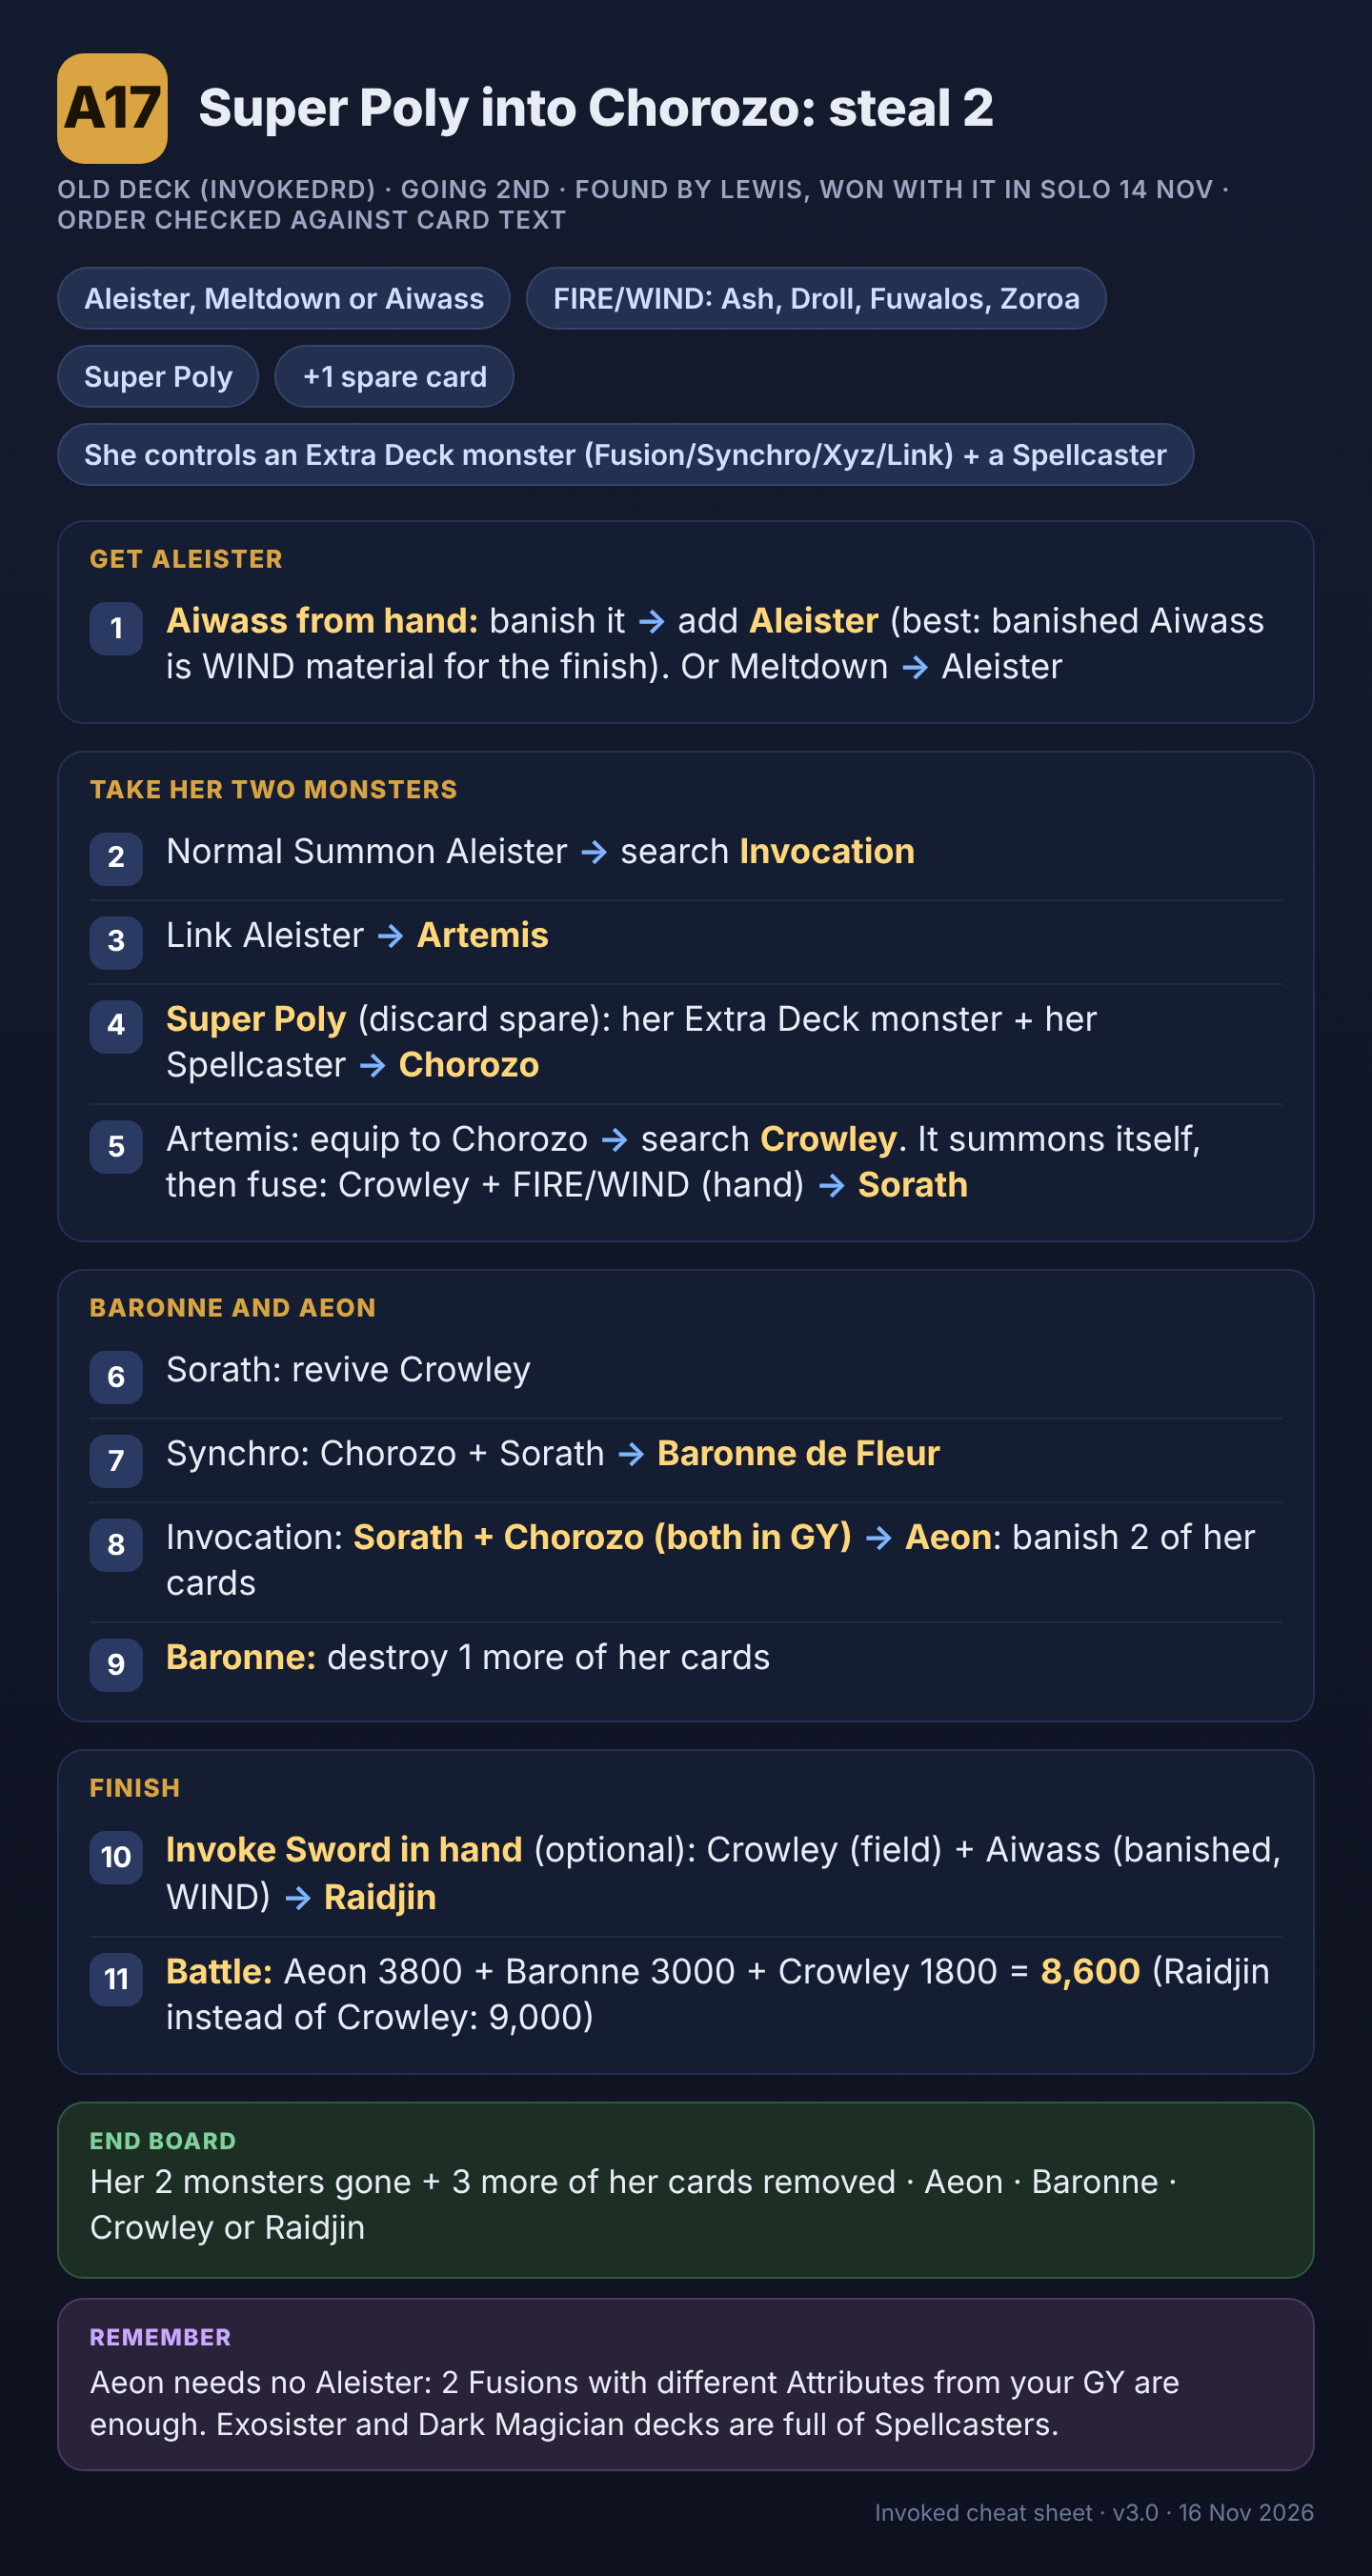 A17 Super Poly into Chorozo: steal 2
OLD DECK (INVOKEDRD) · GOING 2ND · FOUND BY LEWIS, WON WITH IT IN SOLO 14 NOV ·
ORDER CHECKED AGAINST CARD TEXT
Aleister, Meltdown or Aiwass FIRE/WIND: Ash, Droll, Fuwalos, Zoroa
Super Poly +1 spare card
She controls an Extra Deck monster (Fusion/Synchro/Xyz/Link) + a Spellcaster
GET ALEISTER
1 Aiwass from hand: banish it → add Aleister (best: banished Aiwass
is WIND material for the finish). Or Meltdown → Aleister
TAKE HER TWO MONSTERS
2 Normal Summon Aleister → search Invocation
3 Link Aleister → Artemis
4 Super Poly (discard spare): her Extra Deck monster + her
Spellcaster → Chorozo
5 Artemis: equip to Chorozo → search Crowley. It summons itself,
then fuse: Crowley + FIRE/WIND (hand) → Sorath
BARONNE AND AEON
6 Sorath: revive Crowley
7 Synchro: Chorozo + Sorath → Baronne de Fleur
8 Invocation: Sorath + Chorozo (both in GY) → Aeon: banish 2 of her
cards
9 Baronne: destroy 1 more of her cards
FINISH
10 Invoke Sword in hand (optional): Crowley (field) + Aiwass (banished,
WIND) → Raidjin
11 Battle: Aeon 3800 + Baronne 3000 + Crowley 1800 = 8,600 (Raidjin
instead of Crowley: 9,000)
END BOARD
Her 2 monsters gone + 3 more of her cards removed · Aeon · Baronne ·
Crowley or Raidjin
REMEMBER
Aeon needs no Aleister: 2 Fusions with different Attributes from your GY are
enough. Exosister and Dark Magician decks are full of Spellcasters.
Invoked cheat sheet · v3.0 · 16 Nov 2026